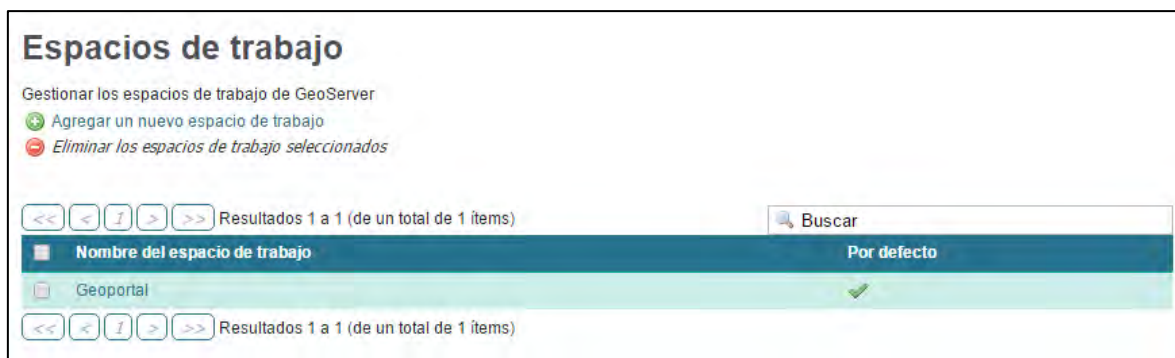 Espacios de trabajo
Gestionar los espacios de trabajo de GeoServer
Agregar un nuevo espacio de trabajo
Eliminar los espacios de trabajo seleccionados
<< < 1 > >> Resultados 1 a 1 (de un total de 1 ítems) Buscar
Nombre del espacio de trabajo Por defecto
Geoportal
<< < 1 > >> Resultados 1 a 1 (de un total de 1 ítems)